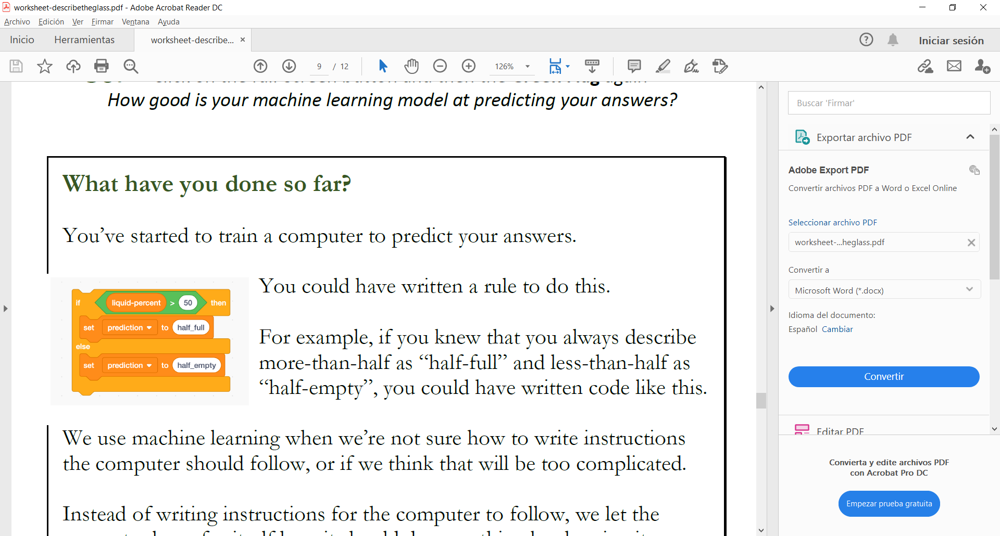 worksheet-describetheglass.pdf - Adobe Acrobat Reader DC
Archivo Edición Ver Firmar Ventana Ayuda
Inicio Herramientas worksheet-describe... × Iniciar sesión
9 / 12 126%
How good is your machine learning model at predicting your answers?
What have you done so far?
You’ve started to train a computer to predict your answers.
if liquid-percent > 50 then
set prediction to half_full
else
set prediction to half_empty
You could have written a rule to do this.
For example, if you knew that you always describe
more-than-half as “half-full” and less-than-half as
“half-empty”, you could have written code like this.
We use machine learning when we’re not sure how to write instructions
the computer should follow, or if we think that will be too complicated.
Instead of writing instructions for the computer to follow, we let the
Buscar 'Firmar'
Exportar archivo PDF
Adobe Export PDF
Convertir archivos PDF a Word o Excel Online
Seleccionar archivo PDF
worksheet-...heglass.pdf
Convertir a
Microsoft Word (*.docx)
Idioma del documento:
Español Cambiar
Convertir
Editar PDF
Convierta y edite archivos PDF
con Acrobat Pro DC
Empezar prueba gratuita